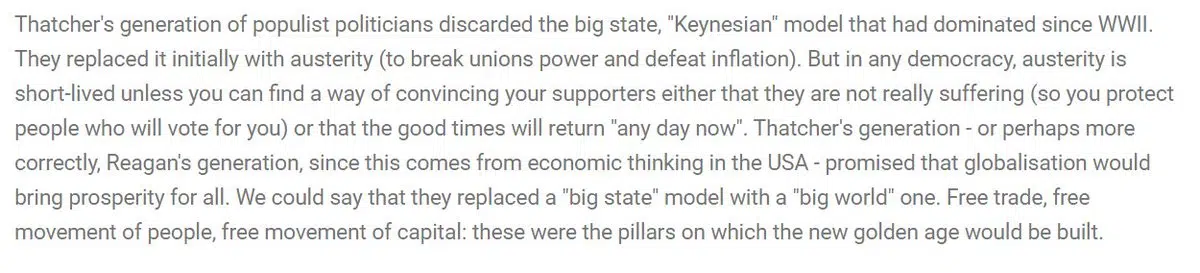 Thatcher's generation of populist politicians discarded the big state, "Keynesian" model that had dominated since WWII.
They replaced it initially with austerity (to break unions power and defeat inflation). But in any democracy, austerity is
short-lived unless you can find a way of convincing your supporters either that they are not really suffering (so you protect
people who will vote for you) or that the good times will return "any day now". Thatcher's generation - or perhaps more
correctly, Reagan's generation, since this comes from economic thinking in the USA - promised that globalisation would
bring prosperity for all. We could say that they replaced a "big state" model with a "big world" one. Free trade, free
movement of people, free movement of capital: these were the pillars on which the new golden age would be built.